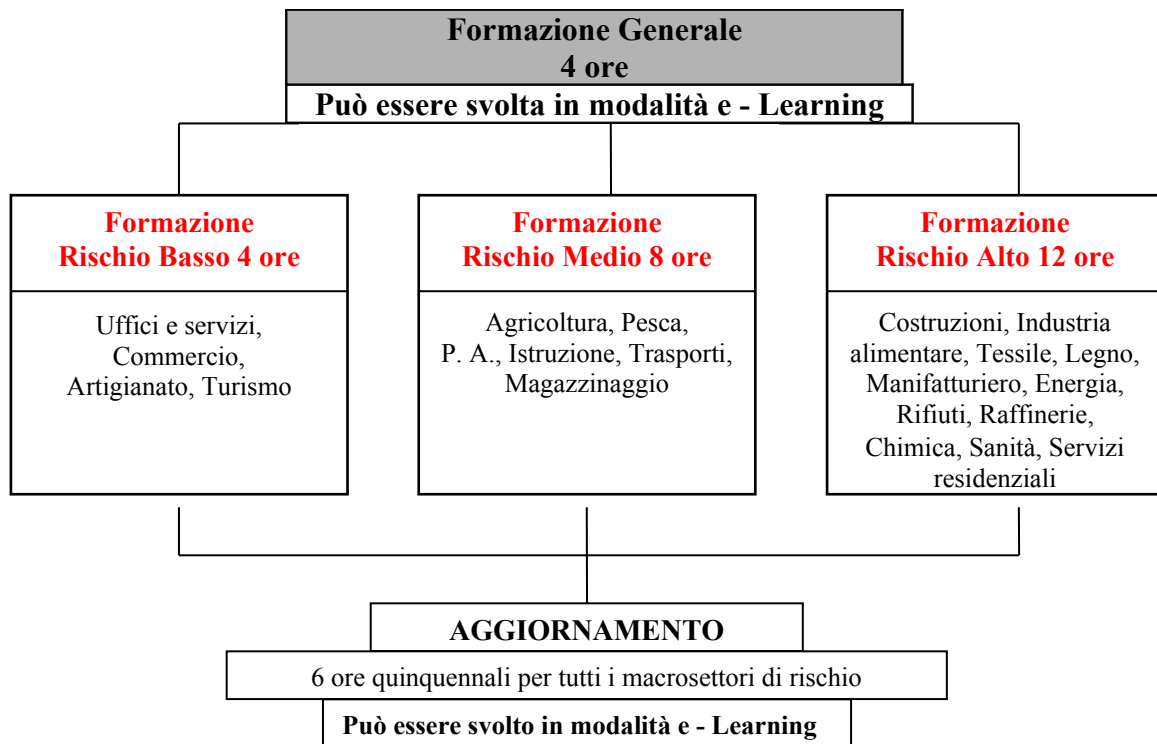 Formazione Generale
4 ore
Può essere svolta in modalità e - Learning
Formazione
Rischio Basso 4 ore
Uffici e servizi,
Commercio,
Artigianato, Turismo
Formazione
Rischio Medio 8 ore
Agricoltura, Pesca,
P. A., Istruzione, Trasporti,
Magazzinaggio
Formazione
Rischio Alto 12 ore
Costruzioni, Industria
alimentare, Tessile, Legno,
Manifatturiero, Energia,
Rifiuti, Raffinerie,
Chimica, Sanità, Servizi
residenziali
AGGIORNAMENTO
6 ore quinquennali per tutti i macrosettori di rischio
Può essere svolto in modalità e - Learning